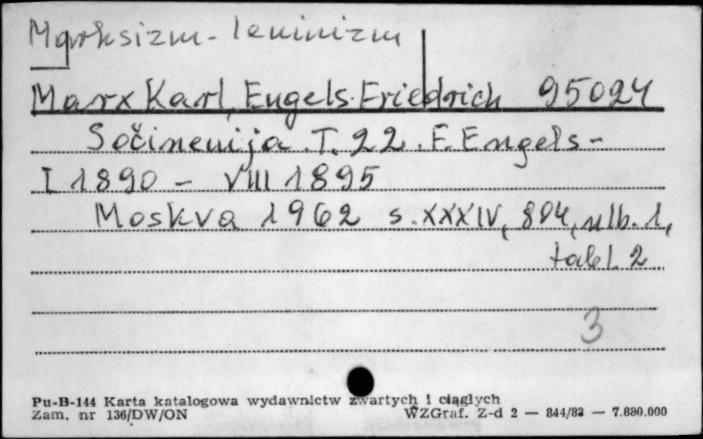 Marksizm-leninizm
Marx Karl, Engels Friedrich 95024
Sočinenija. T. 22. F. Engels -
I 1890 - VIII 1895
Moskva 1962 s. XXXIV, 804, nlb. 1,
tabl. 2
3
Pu-B-144 Karta katalogowa wydawnictw zwartych i ciągłych
Zam. nr 136/DW/ON WZGraf. Z-d 2 — 844/82 — 7.880.000